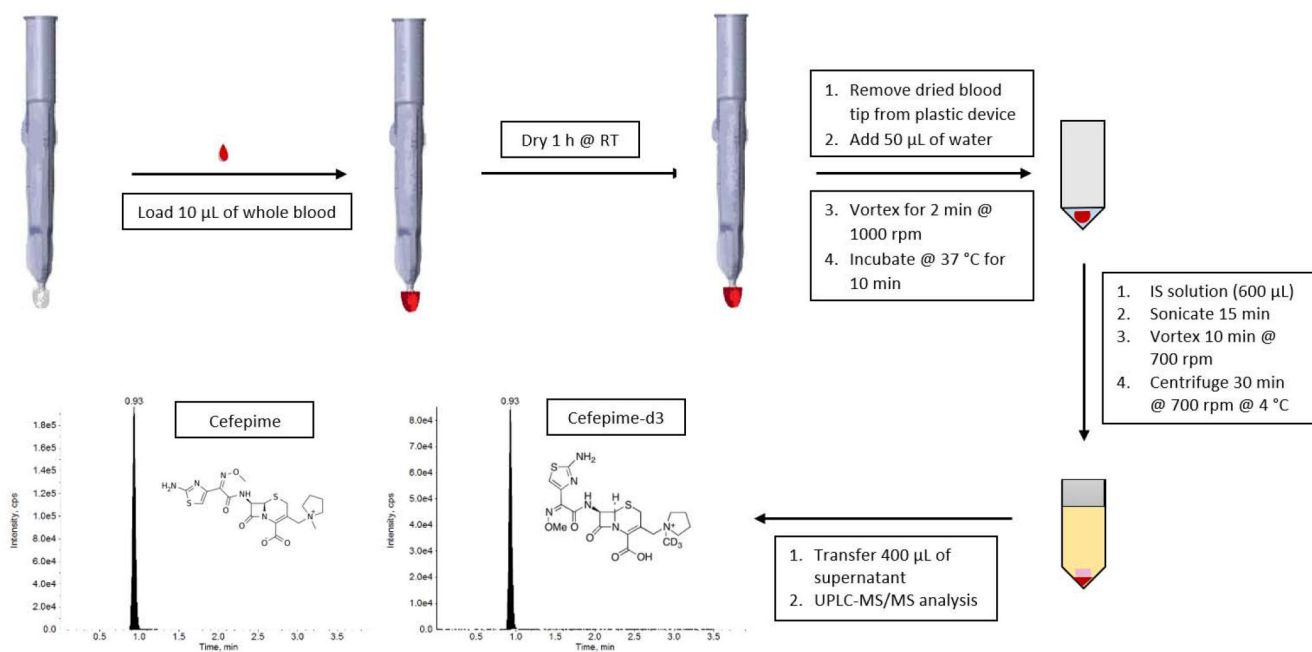 Load 10 µL of whole blood
Dry 1 h @ RT
1. Remove dried blood
tip from plastic device
2. Add 50 µL of water
3. Vortex for 2 min @
1000 rpm
4. Incubate @ 37 °C for
10 min
1. IS solution (600 µL)
2. Sonicate 15 min
3. Vortex 10 min @
700 rpm
4. Centrifuge 30 min
@ 700 rpm @ 4 °C
1. Transfer 400 µL of
supernatant
2. UPLC-MS/MS analysis
Cefepime
0.93
Intensity, cps
1.8e5
1.6e5
1.4e5
1.2e5
1.0e5
8.0e4
6.0e4
4.0e4
2.0e4
0.0
0.5 1.0 1.5 2.0 2.5 3.0 3.5
Time, min
H₂N
S
N
N
O
O
NH
H
S
O
N
N⁺
O⁻
O
Cefepime-d3
0.93
Intensity, cps
8.0e4
7.0e4
6.0e4
5.0e4
4.0e4
3.0e4
2.0e4
1.0e4
0.0
0.5 1.0 1.5 2.0 2.5 3.0 3.5
Time, min
NH₂
S
N
N
OMe
O
H
N
H
S
O
N
N⁺
CD₃
O
OH